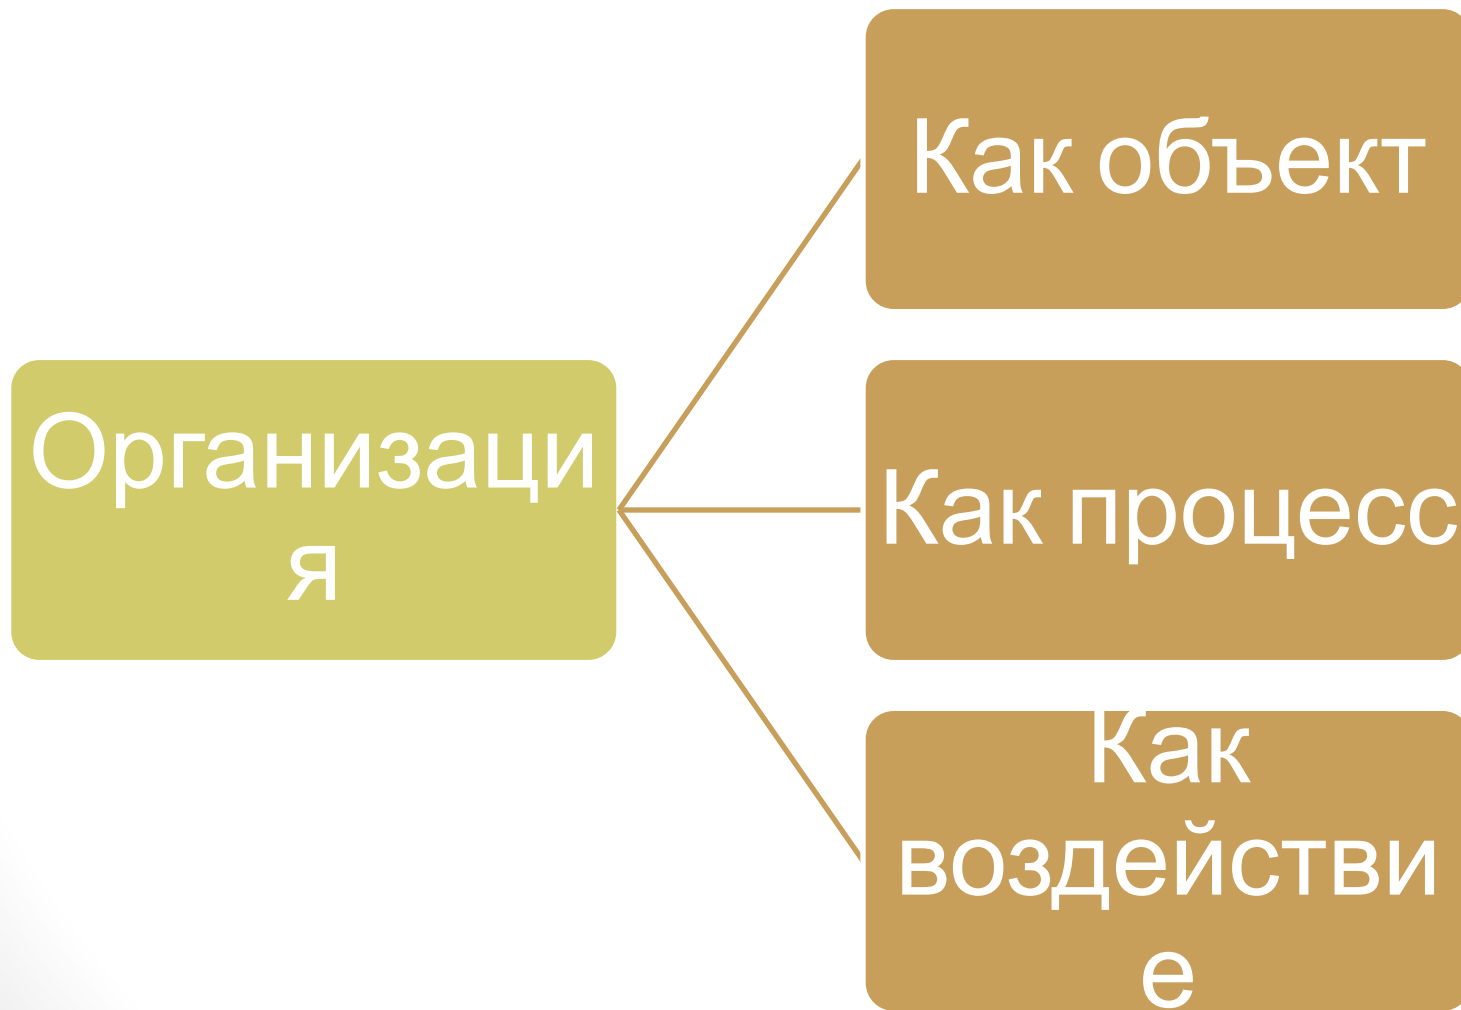 Как объект
Организаци
я
Как процесс
Как
воздействи
е